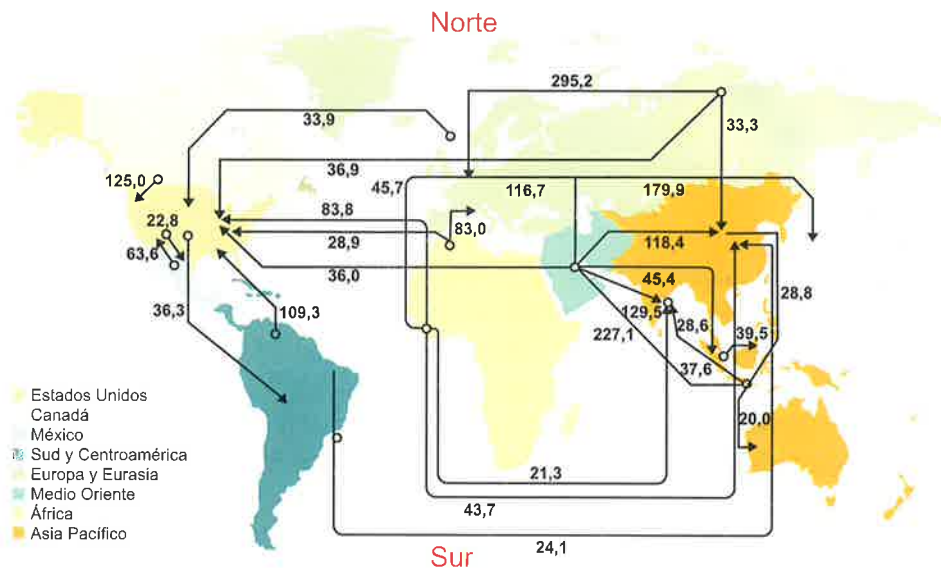 Norte
295,2
33,9
33,3
36,9
125,0
45,7
116,7
179,9
22,8
83,8
83,0
28,9
118,4
63,6
36,0
45,4
28,8
36,3
109,3
129,5
28,6
227,1
39,5
37,6
Estados Unidos
Canadá
México
Sud y Centroamérica
Europa y Eurasia
Medio Oriente
África
Asia Pacífico
20,0
21,3
43,7
24,1
Sur